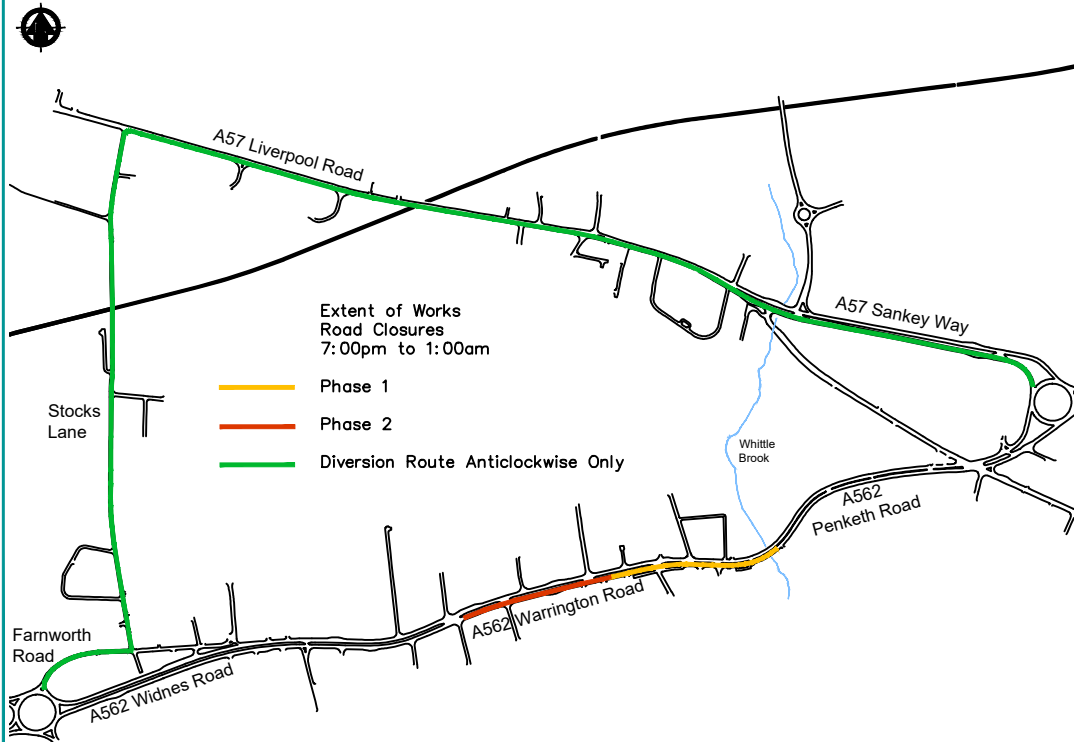 A57 Liverpool Road
A57 Sankey Way
Extent of Works
Road Closures
7:00pm to 1:00am
Phase 1
Phase 2
Diversion Route Anticlockwise Only
Stocks
Lane
Whittle
Brook
A562
Penketh Road
A562 Warrington Road
Farnworth
Road
A562 Widnes Road